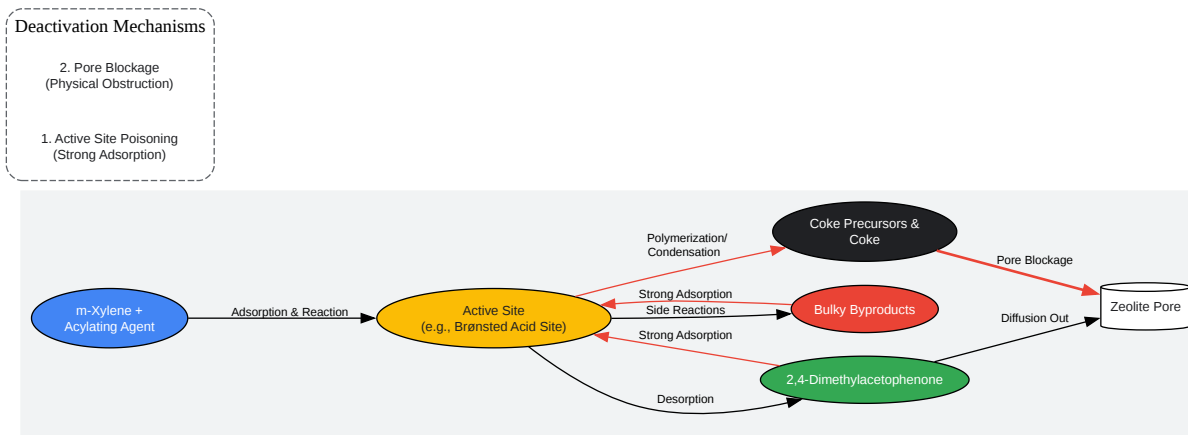 Deactivation Mechanisms
2. Pore Blockage
(Physical Obstruction)
1. Active Site Poisoning
(Strong Adsorption)
m-Xylene +
Acylating Agent
Adsorption & Reaction
Active Site
(e.g., Brønsted Acid Site)
Polymerization/
Condensation
Strong Adsorption
Side Reactions
Strong Adsorption
Desorption
Coke Precursors &
Coke
Bulky Byproducts
2,4-Dimethylacetophenone
Pore Blockage
Diffusion Out
Zeolite Pore